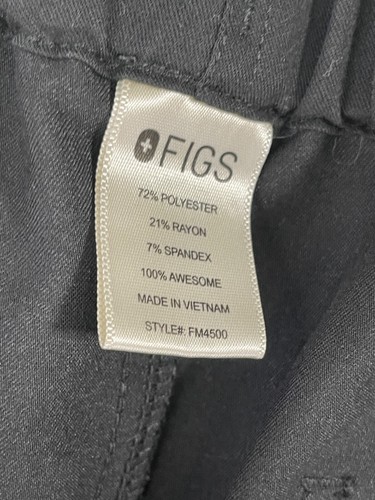 FIGS
72% POLYESTER
21% RAYON
7% SPANDEX
100% AWESOME
MADE IN VIETNAM
STYLE#: FM4500